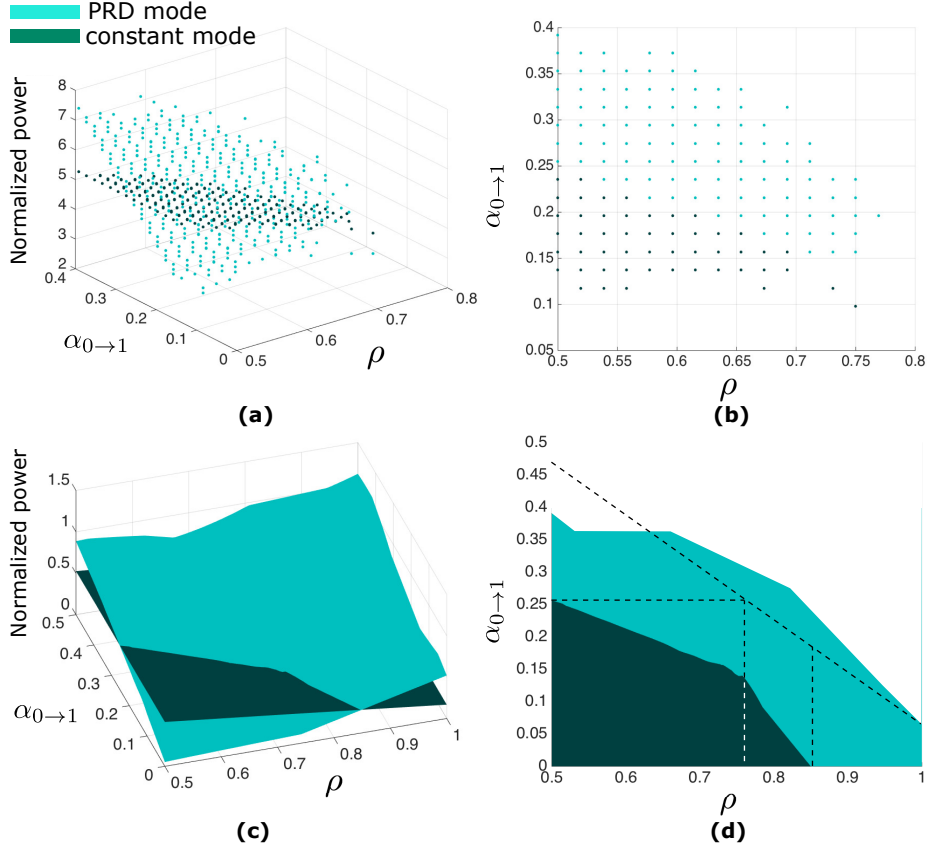 PRD mode
constant mode
Normalized power
8
7
6
5
4
3
2
0.4
0.3
0.2
0.1
0
0.5
0.6
0.7
0.8
α0→1
ρ
(a)
0.4
0.35
0.3
0.25
0.2
0.15
0.1
0.05
0.5 0.55 0.6 0.65 0.7 0.75 0.8
α0→1
ρ
(b)
Normalized power
1.5
1
0.5
0
0.5
0.4
0.3
0.2
0.1
0
0.5 0.6 0.7 0.8 0.9 1
α0→1
ρ
(c)
0.5
0.45
0.4
0.35
0.3
0.25
0.2
0.15
0.1
0.05
0
0.5 0.6 0.7 0.8 0.9 1
α0→1
ρ
(d)